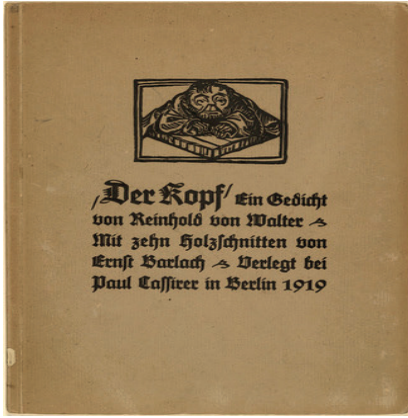 „Der Kopf“ Ein Gedicht
von Reinhold von Walter
Mit zehn Holzschnitten von
Ernst Barlach Verlegt bei
Paul Cassirer in Berlin 1919